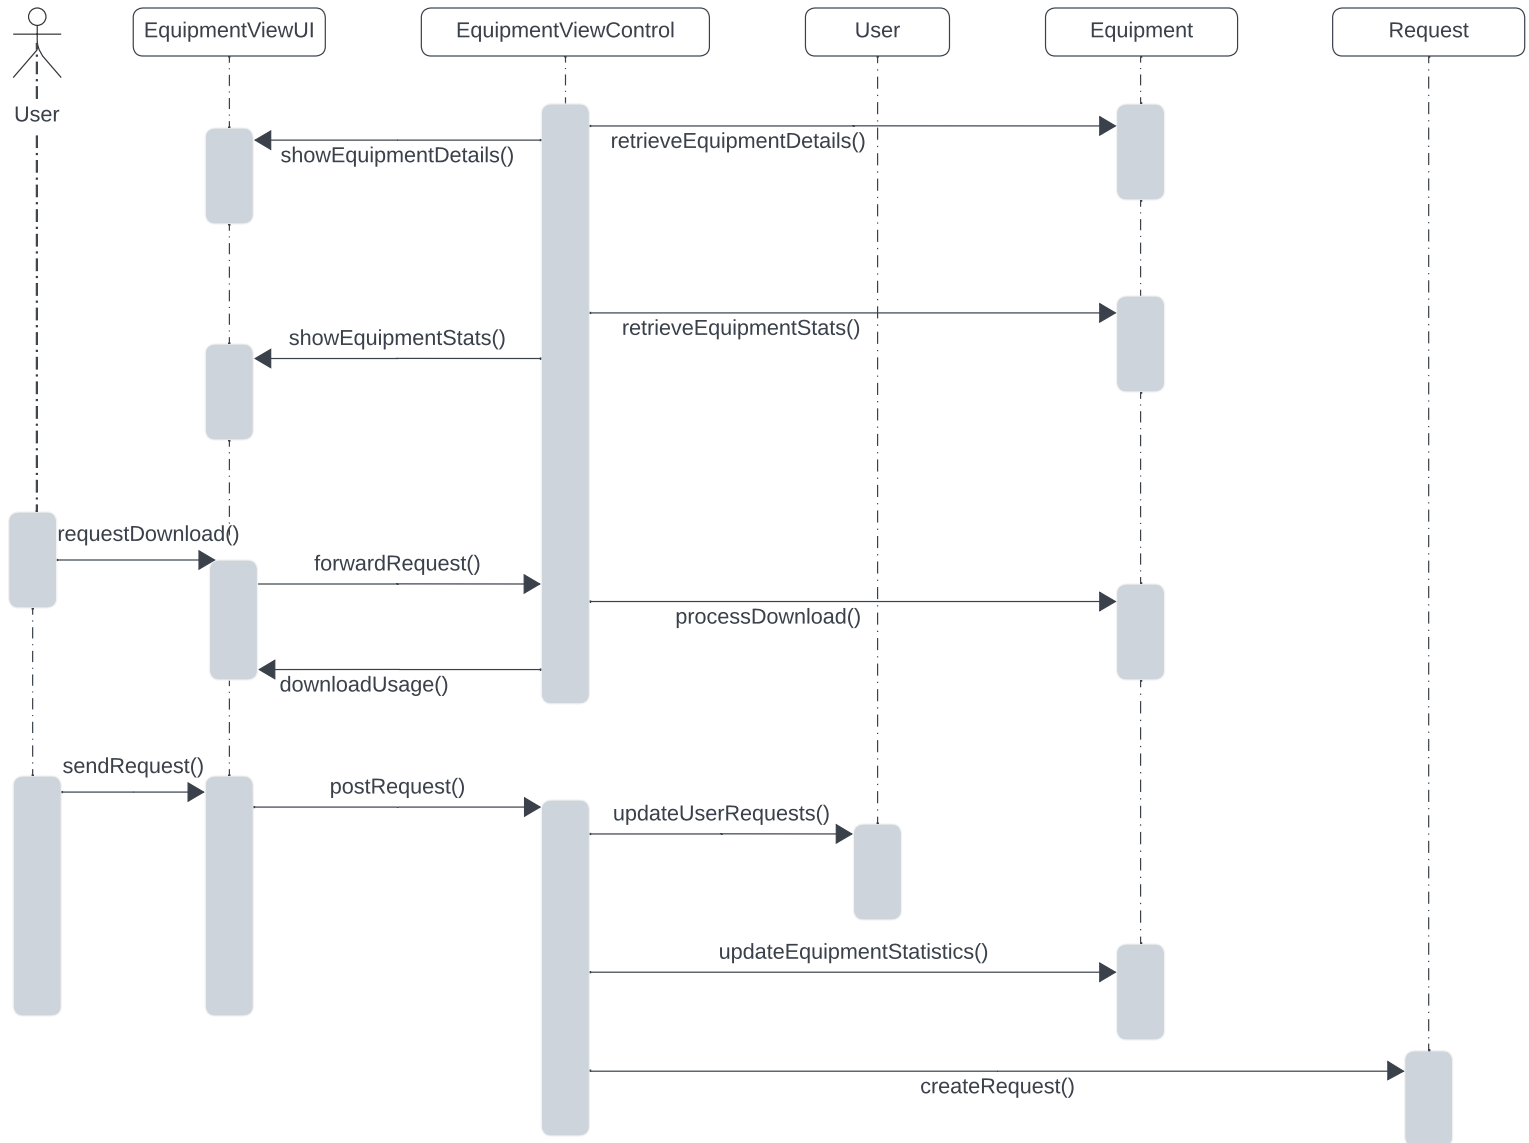 EquipmentViewUI
EquipmentViewControl
User
Equipment
Request
User
retrieveEquipmentDetails()
showEquipmentDetails()
retrieveEquipmentStats()
showEquipmentStats()
requestDownload()
forwardRequest()
processDownload()
downloadUsage()
sendRequest()
postRequest()
updateUserRequests()
updateEquipmentStatistics()
createRequest()